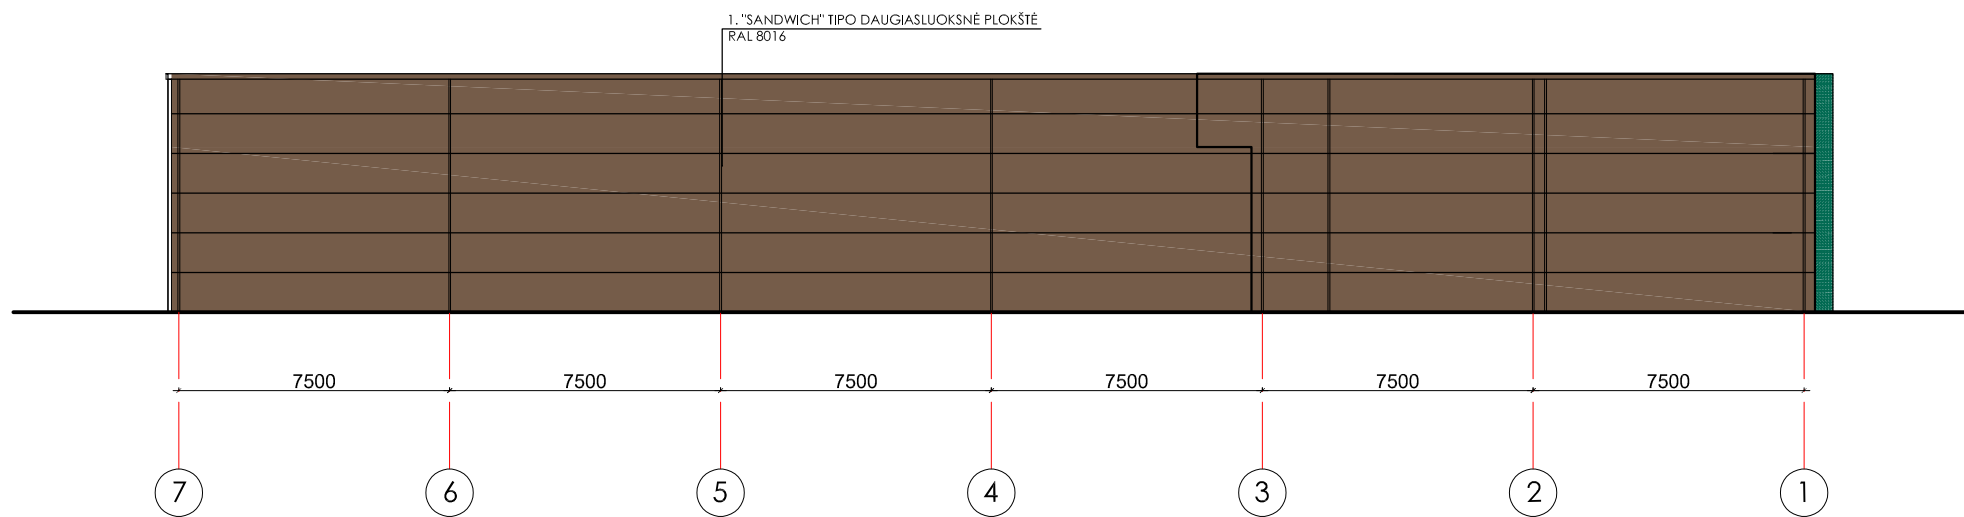 1. "SANDWICH" TIPO DAUGIASLUOKSNĖ PLOKŠTĖ
RAL 8016
7500 7500 7500 7500 7500 7500
7 6 5 4 3 2 1